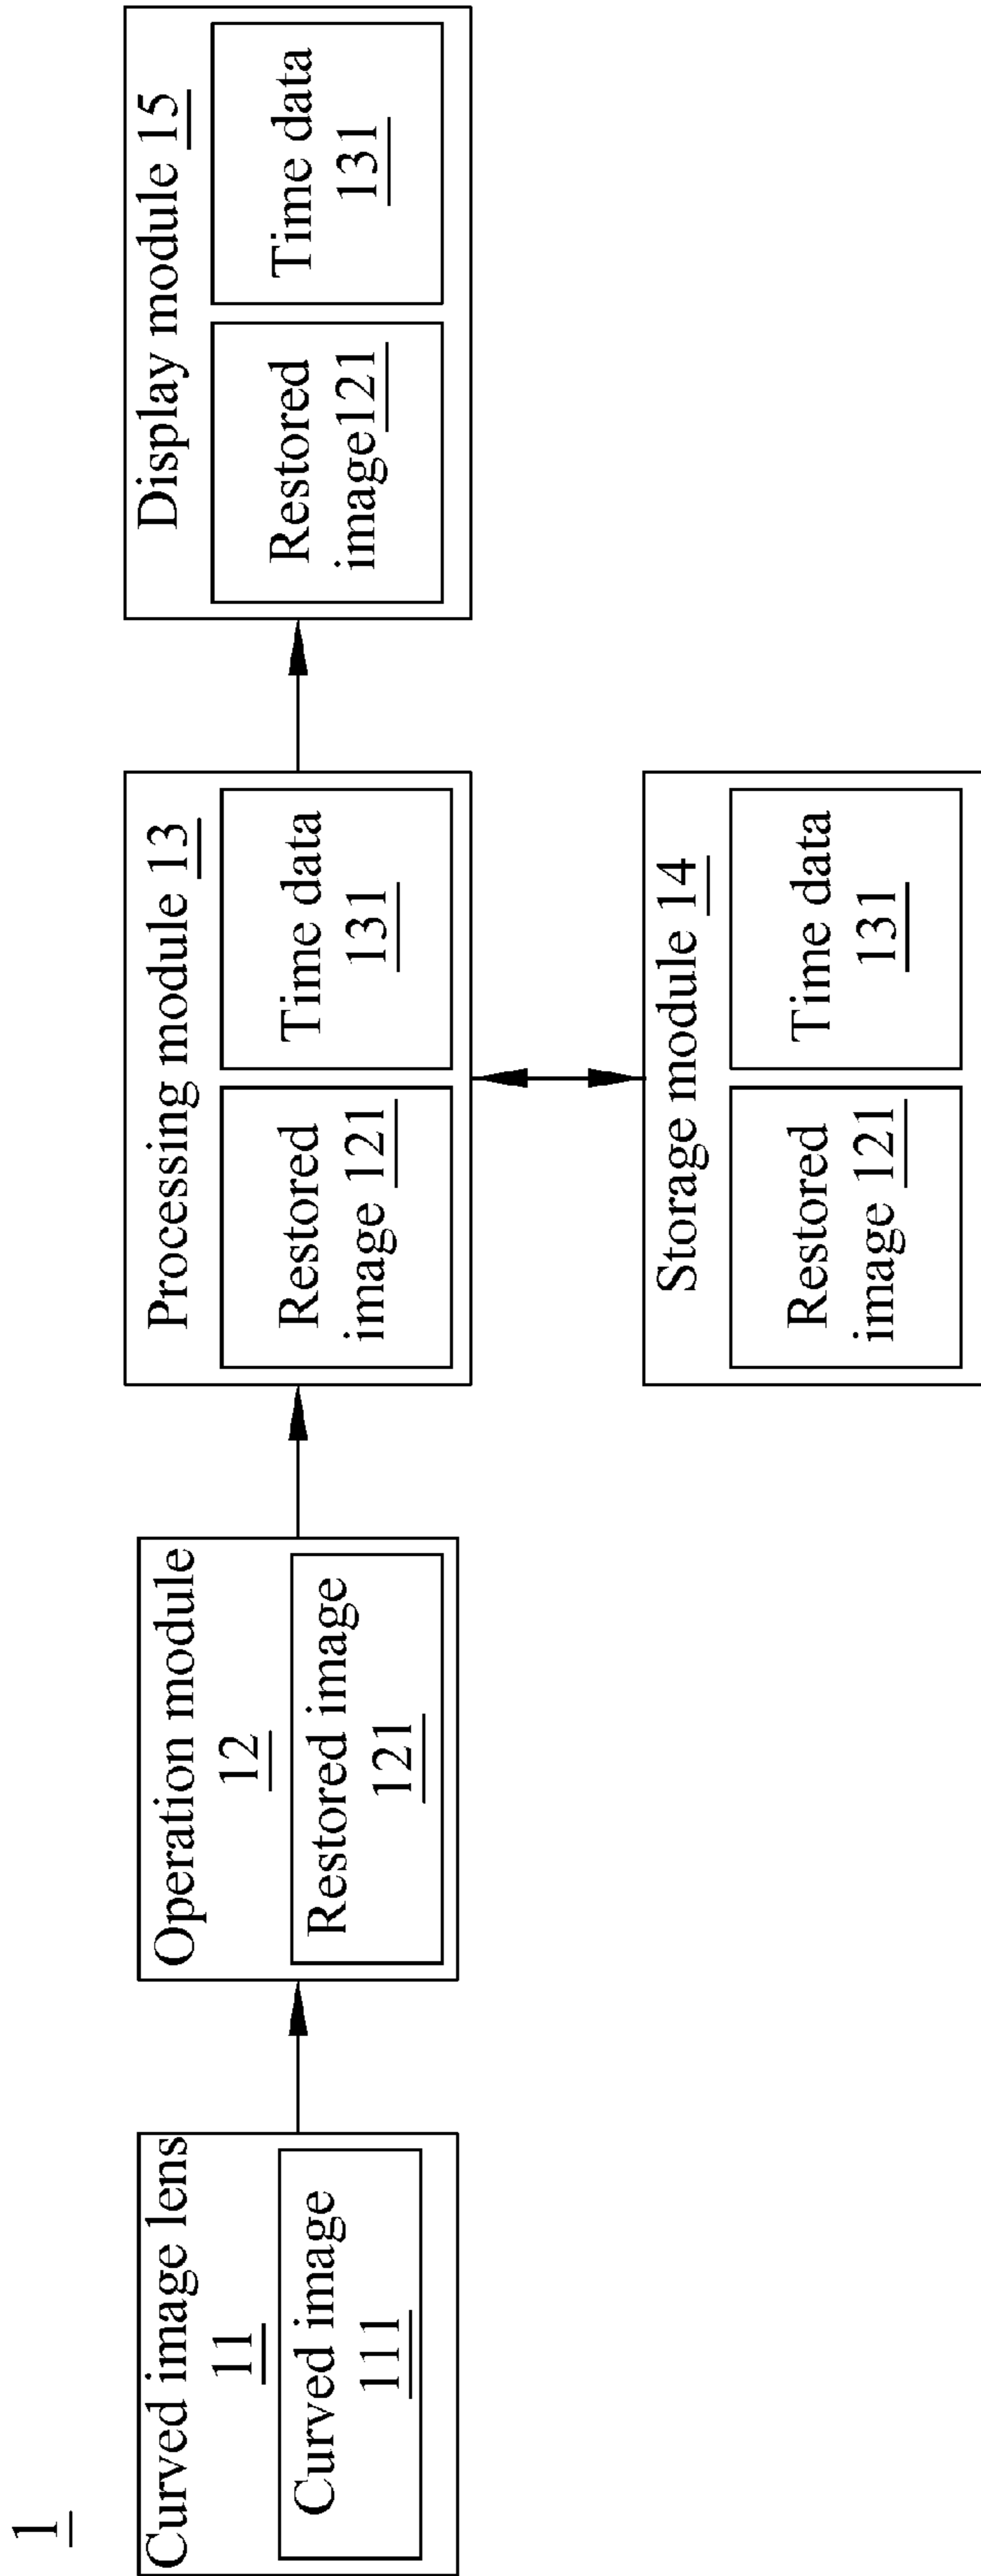 1
Curved image lens
11
Curved image
111
Operation module
12
Restored image
121
Processing module 13
Restored
image 121
Time data
131
Storage module 14
Restored
image 121
Time data
131
Display module 15
Restored
image121
Time data
131